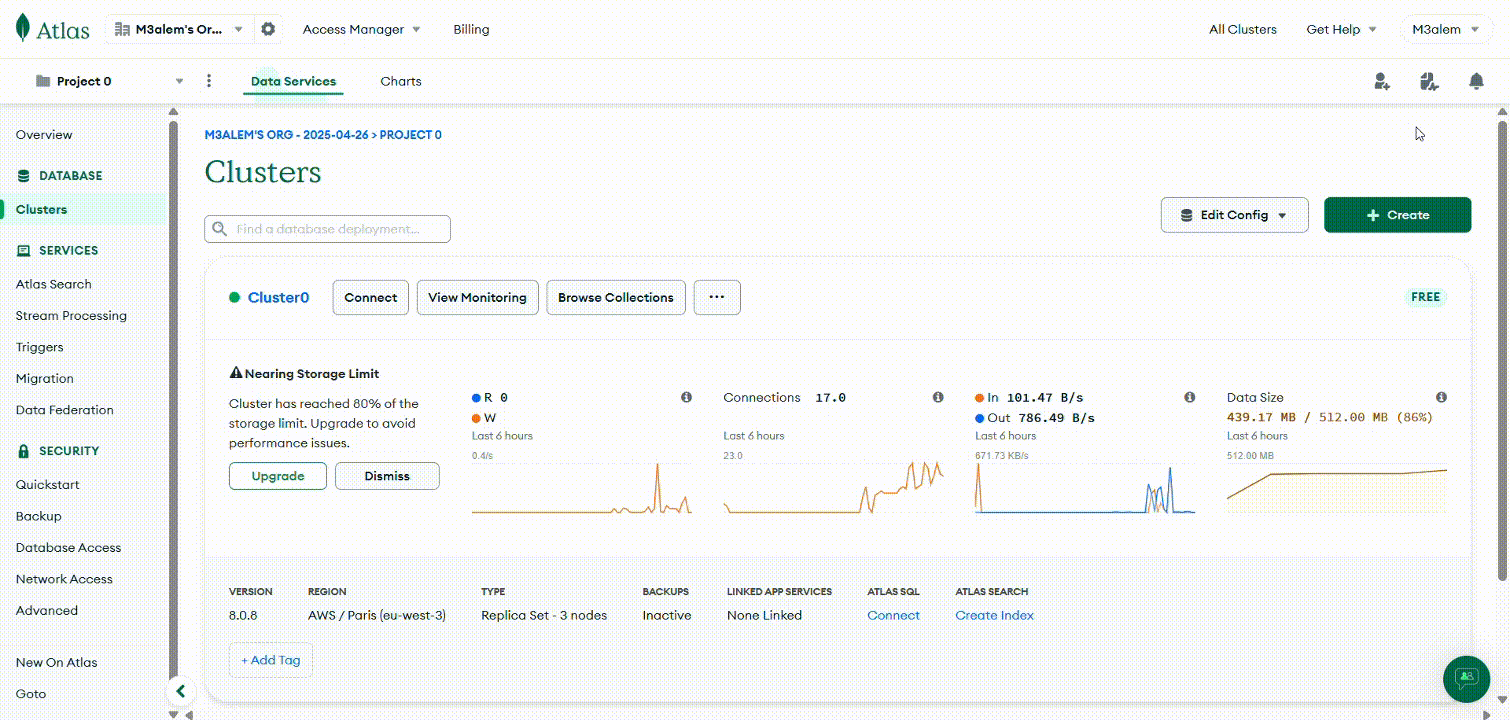 Atlas
M3alem's Or...
Access Manager
Billing
All Clusters
Get Help
M3alem
Project 0
Data Services
Charts
Overview
DATABASE
Clusters
SERVICES
Atlas Search
Stream Processing
Triggers
Migration
Data Federation
SECURITY
Quickstart
Backup
Database Access
Network Access
Advanced
New On Atlas
Goto
M3ALEM'S ORG - 2025-04-26 > PROJECT 0
Clusters
Find a database deployment...
Edit Config
+ Create
Cluster0
Connect
View Monitoring
Browse Collections
...
FREE
Nearing Storage Limit
Cluster has reached 80% of the
storage limit. Upgrade to avoid
performance issues.
Upgrade
Dismiss
R 0
W
Last 6 hours
0.4/s
Connections 17.0
Last 6 hours
23.0
In 101.47 B/s
Out 786.49 B/s
Last 6 hours
671.73 KB/s
Data Size
439.17 MB / 512.00 MB (86%)
Last 6 hours
512.00 MB
VERSION
8.0.8
REGION
AWS / Paris (eu-west-3)
TYPE
Replica Set - 3 nodes
BACKUPS
Inactive
LINKED APP SERVICES
None Linked
ATLAS SQL
Connect
ATLAS SEARCH
Create Index
+ Add Tag